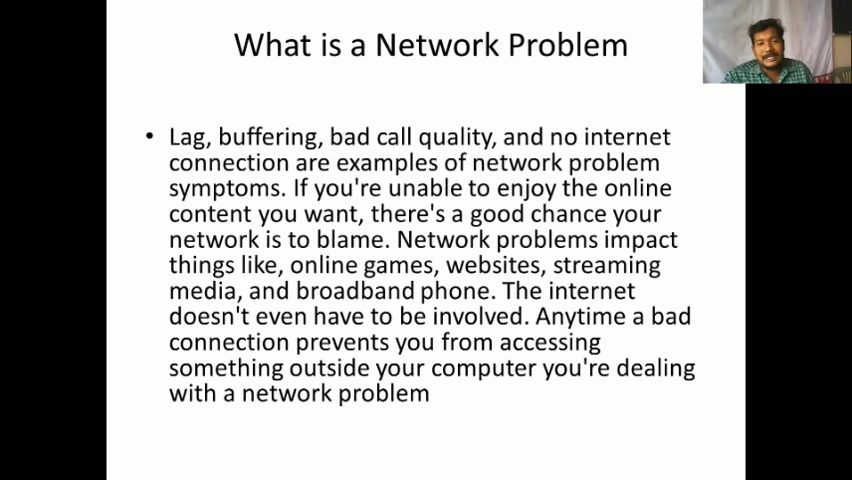 What is a Network Problem
• Lag, buffering, bad call quality, and no internet
connection are examples of network problem
symptoms. If you're unable to enjoy the online
content you want, there's a good chance your
network is to blame. Network problems impact
things like, online games, websites, streaming
media, and broadband phone. The internet
doesn't even have to be involved. Anytime a bad
connection prevents you from accessing
something outside your computer you're dealing
with a network problem